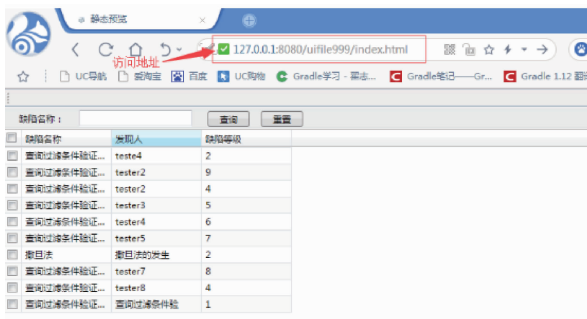 静态预览
127.0.0.1:8080/uifile999/index.html
访问地址
UC导航
爱淘宝
百度
UC购物
Gradle学习 - 幕志...
Gradle笔记——Gr...
Gradle 1.12 翻
缺陷名称：
查询
重置
缺陷名称 发现人 缺陷等级
查询过滤条件验证... teste4 2
查询过滤条件验证... tester2 9
查询过滤条件验证... tester2 4
查询过滤条件验证... tester3 5
查询过滤条件验证... tester4 6
查询过滤条件验证... tester5 7
撒旦法 撒旦法的发生 2
查询过滤条件验证... tester7 8
查询过滤条件验证... tester8 4
查询过滤条件验证... 查询过滤条件验 1